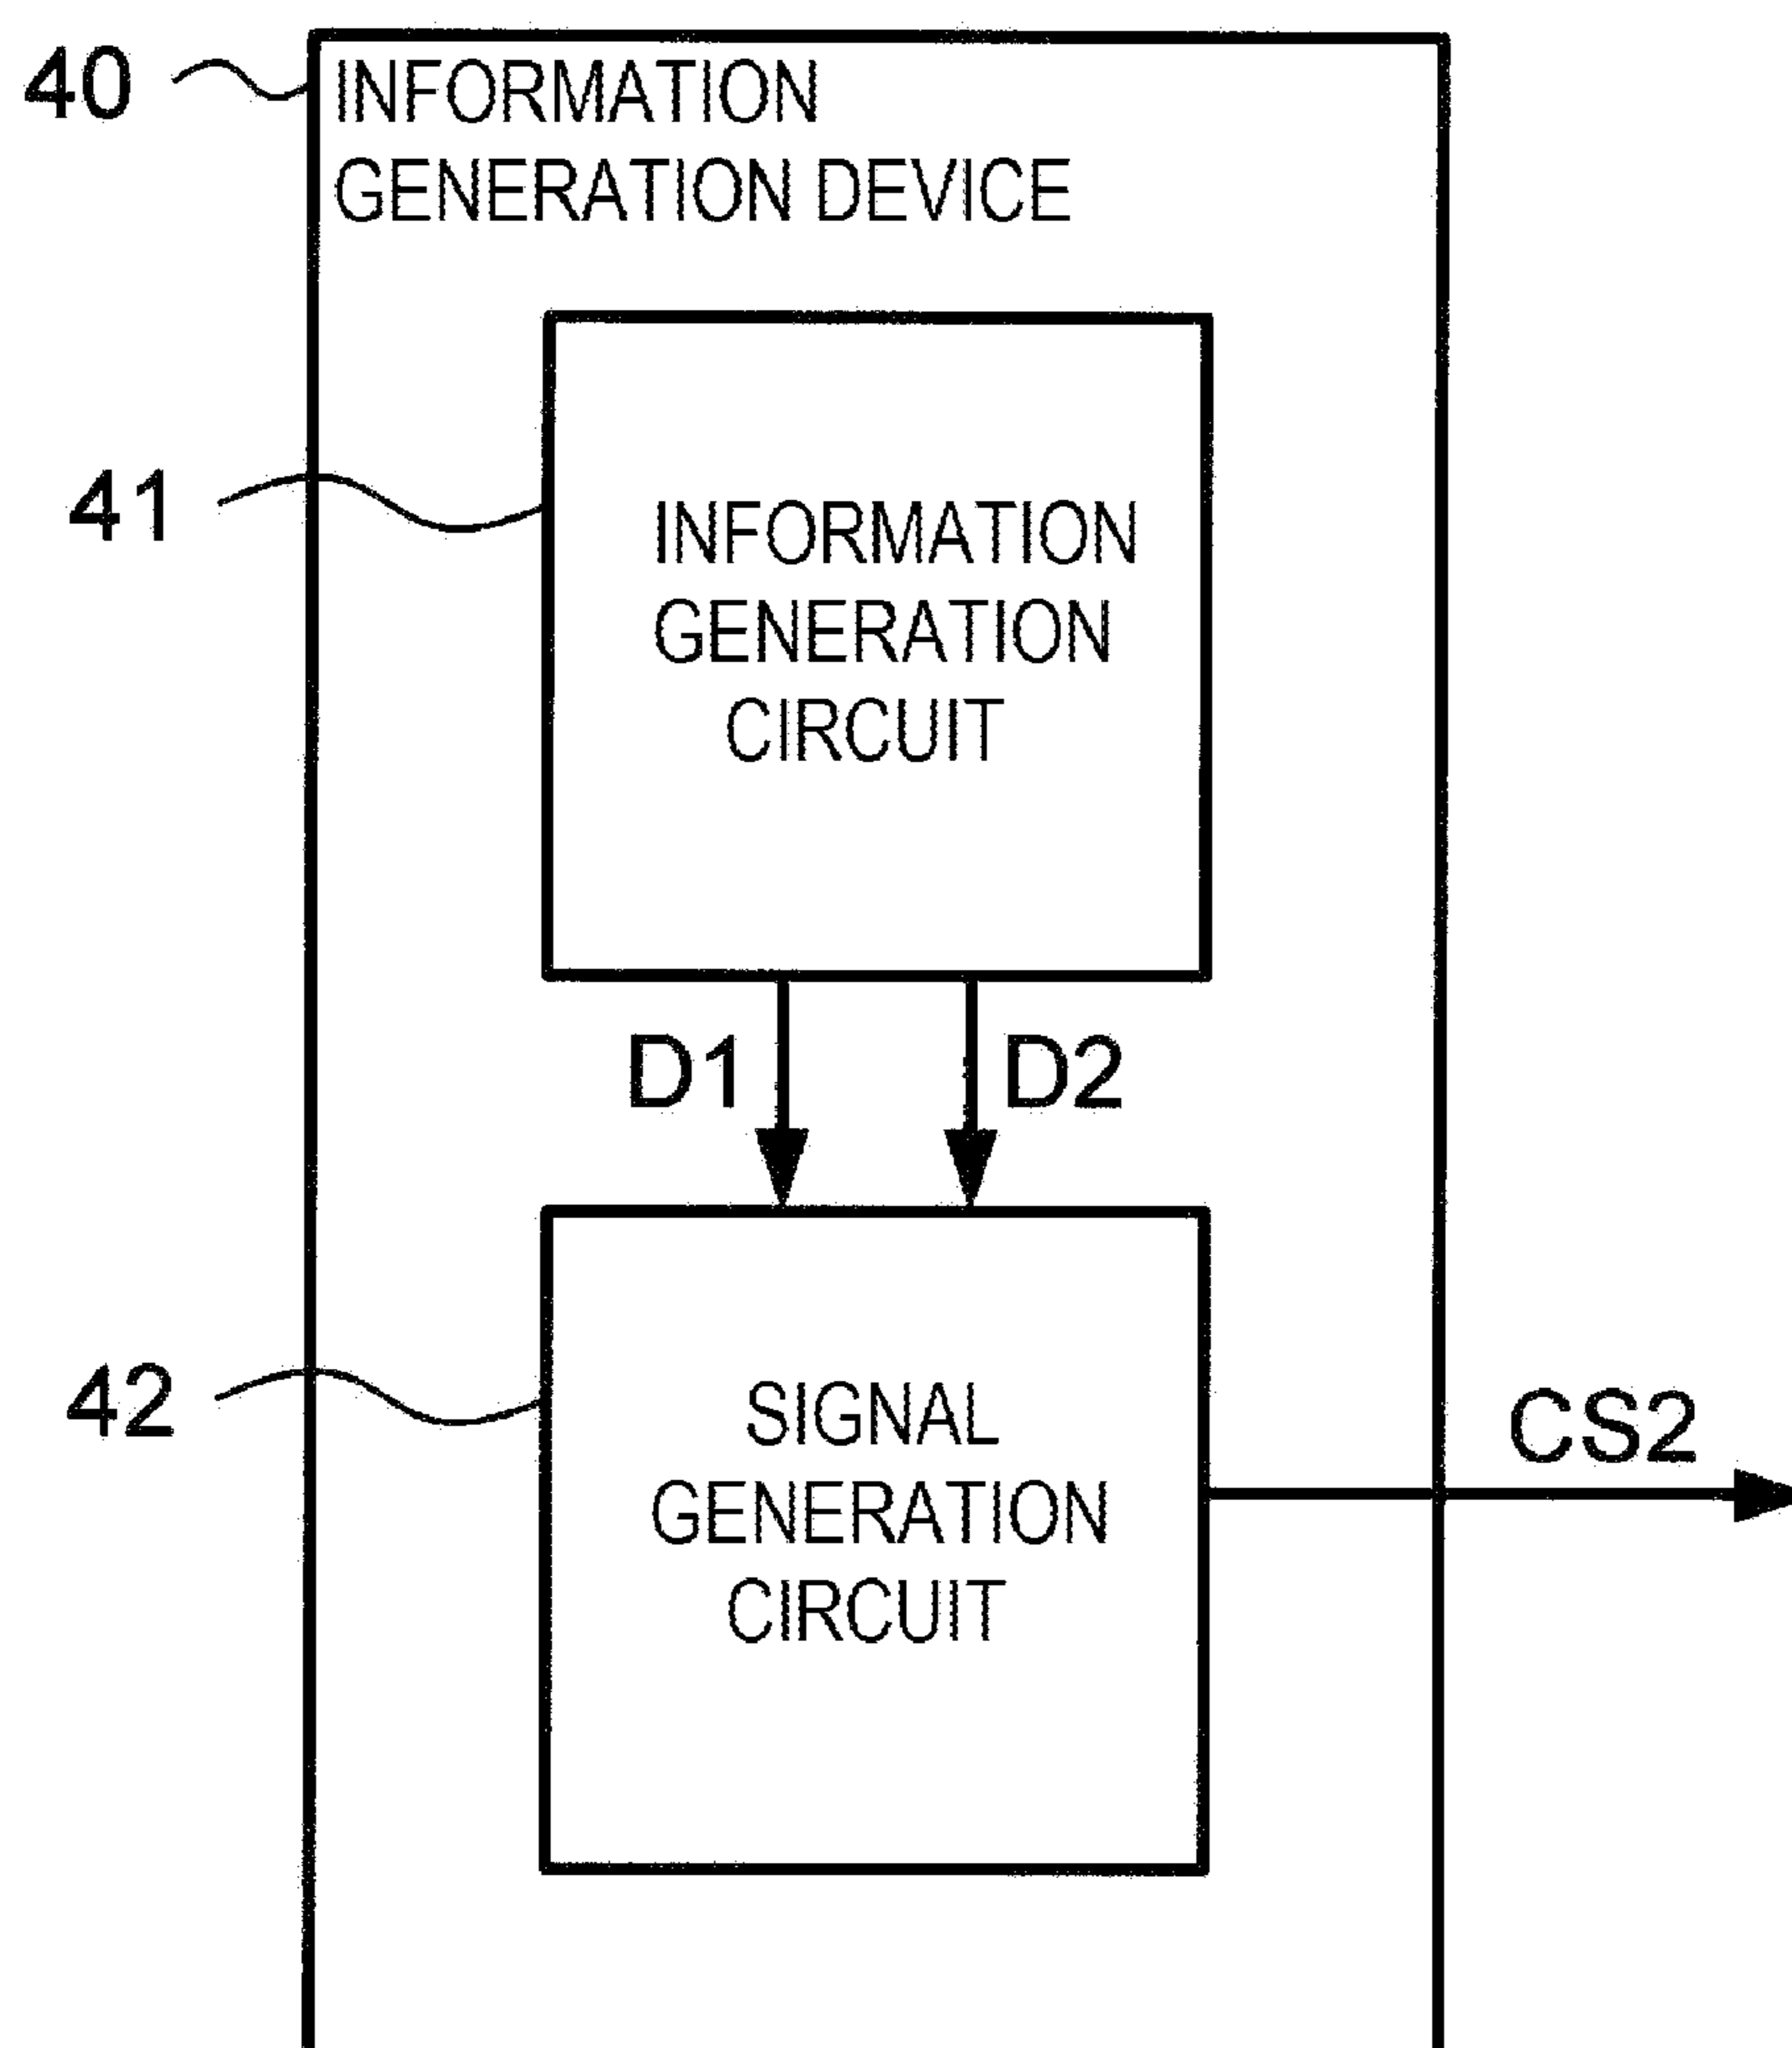 40
INFORMATION
GENERATION DEVICE
41
INFORMATION
GENERATION
CIRCUIT
D1
D2
42
SIGNAL
GENERATION
CIRCUIT
CS2